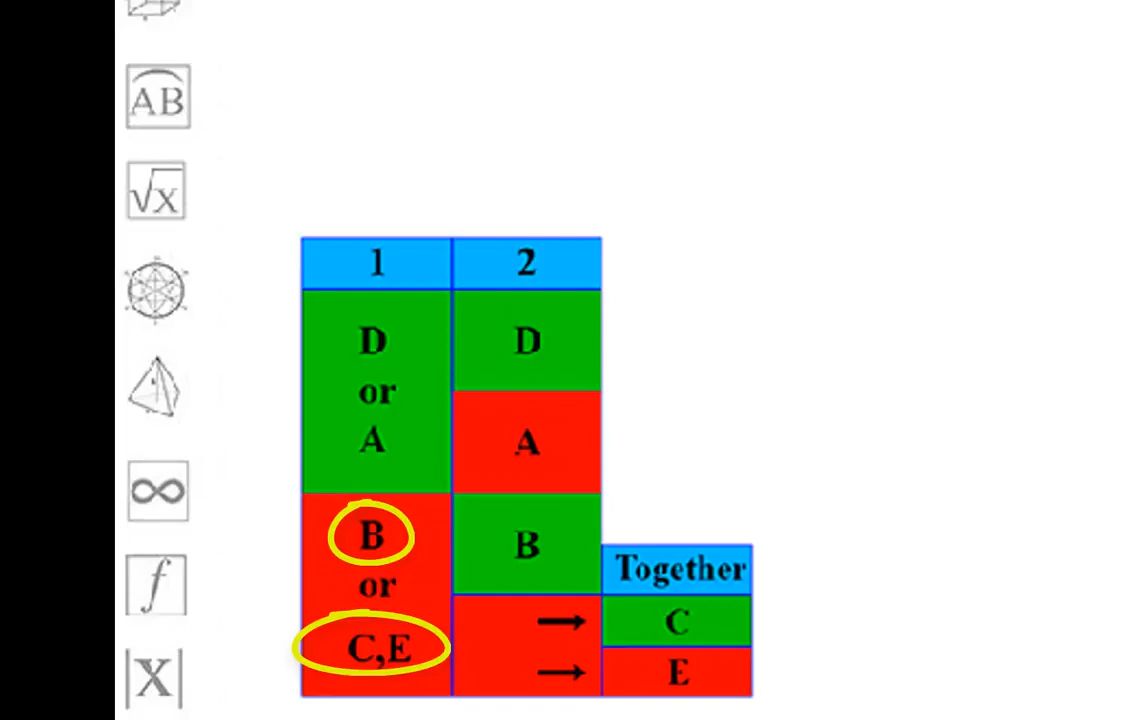 AB
√x
∞
f
|X|
1 2
D or A D
A
B or C,E B
Together
→ C
→ E